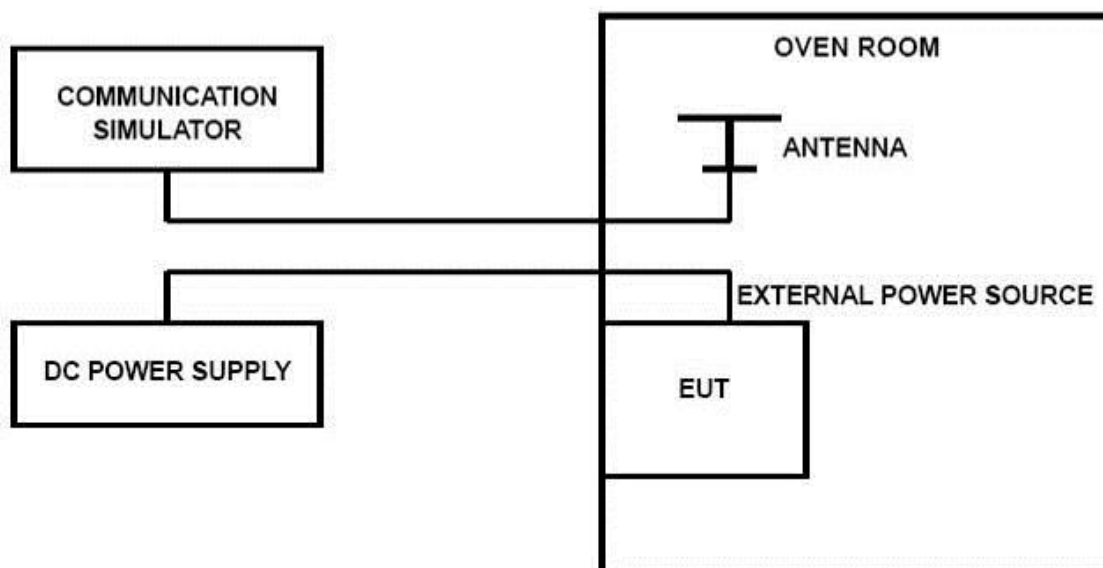 OVEN ROOM
COMMUNICATION
SIMULATOR
ANTENNA
EXTERNAL POWER SOURCE
DC POWER SUPPLY
EUT